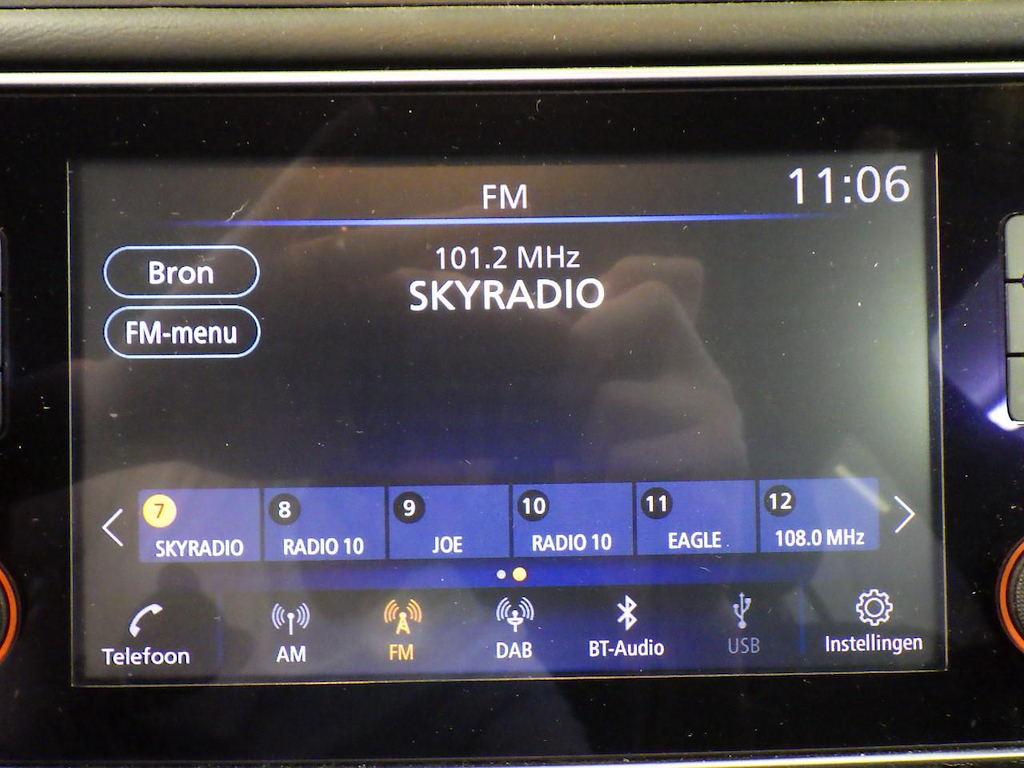 FM
11:06
Bron
101.2 MHz
SKYRADIO
FM-menu
7
8
9
10
11
12
SKYRADIO
RADIO 10
JOE
RADIO 10
EAGLE
108.0 MHz
Telefoon
AM
FM
DAB
BT-Audio
USB
Instellingen